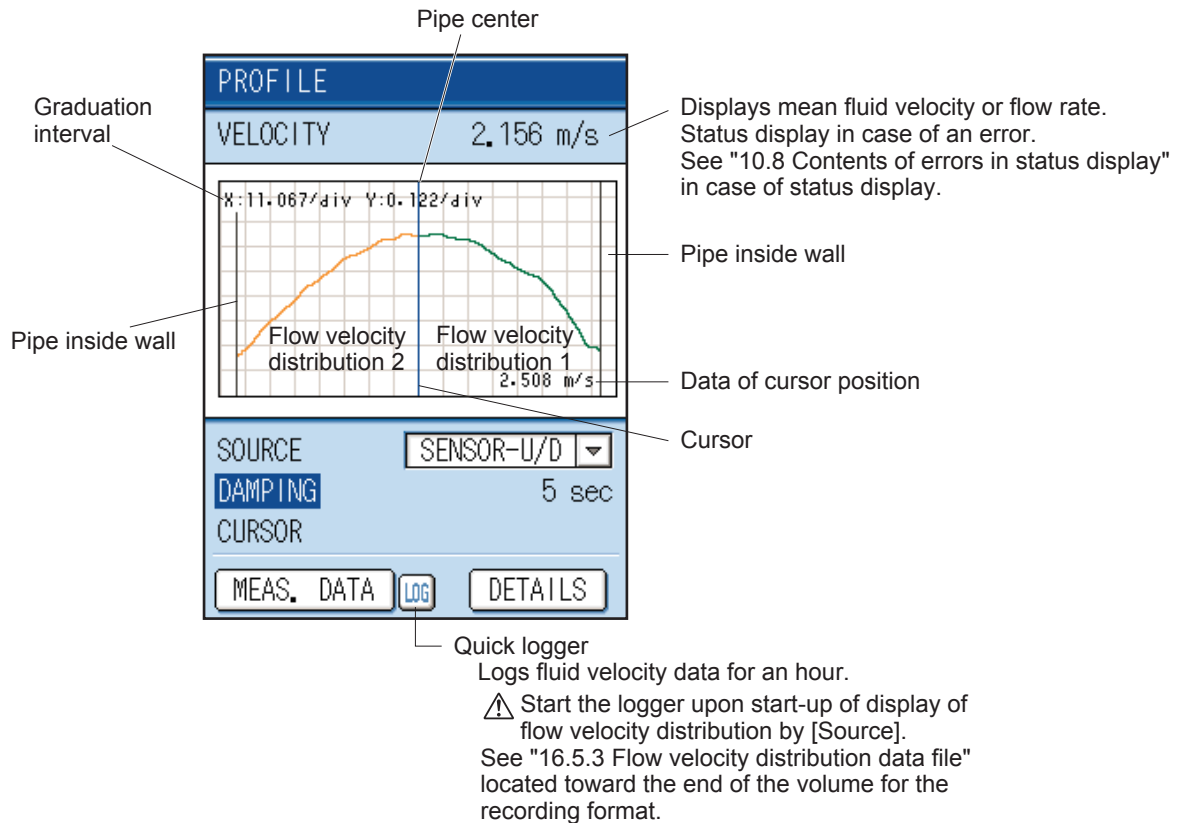 Pipe center
PROFILE
Graduation
interval
VELOCITY 2.156 m/s
Displays mean fluid velocity or flow rate.
Status display in case of an error.
See "10.8 Contents of errors in status display"
in case of status display.
X:11.067/div Y:0.122/div
Pipe inside wall
Pipe inside wall
Flow velocity
distribution 2
Flow velocity
distribution 1
2.508 m/s
Data of cursor position
Cursor
SOURCE SENSOR-U/D
DAMPING 5 sec
CURSOR
MEAS. DATA LOG DETAILS
Quick logger
Logs fluid velocity data for an hour.
Start the logger upon start-up of display of
flow velocity distribution by [Source].
See "16.5.3 Flow velocity distribution data file"
located toward the end of the volume for the
recording format.